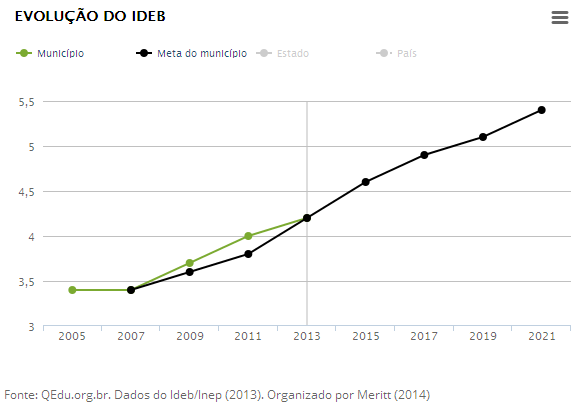 EVOLUÇÃO DO IDEB
Município Meta do município Estado País
5,5
5
4,5
4
3,5
3
2005 2007 2009 2011 2013 2015 2017 2019 2021
Fonte: QEdu.org.br. Dados do Ideb/Inep (2013). Organizado por Meritt (2014)